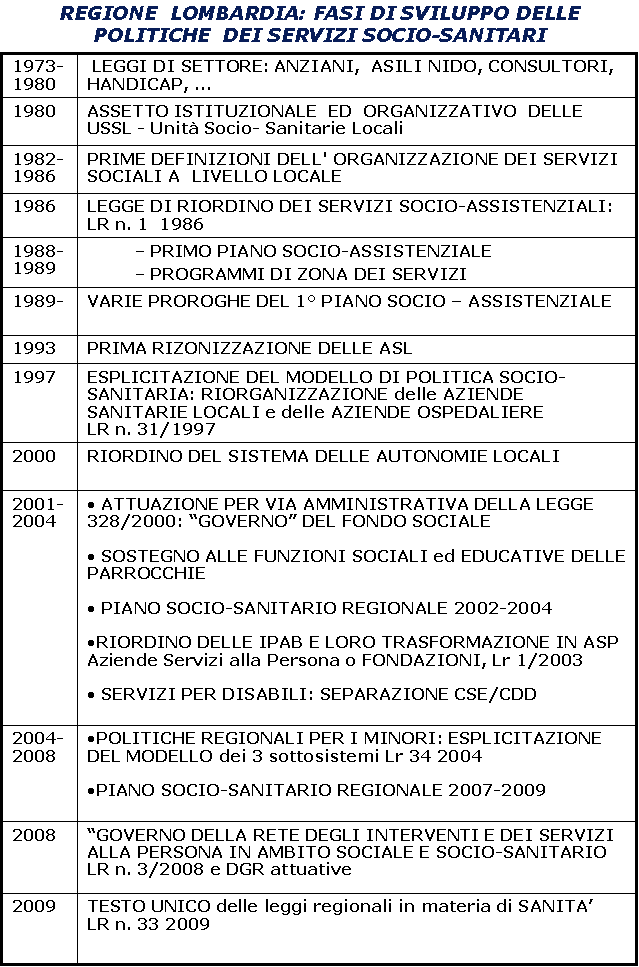 REGIONE LOMBARDIA: FASI DI SVILUPPO DELLE
POLITICHE DEI SERVIZI SOCIO-SANITARI
1973-
1980
LEGGI DI SETTORE: ANZIANI, ASILI NIDO, CONSULTORI,
HANDICAP, ...
1980
ASSETTO ISTITUZIONALE ED ORGANIZZATIVO DELLE
USSL - Unità Socio- Sanitarie Locali
1982-
1986
PRIME DEFINIZIONI DELL' ORGANIZZAZIONE DEI SERVIZI
SOCIALI A LIVELLO LOCALE
1986
LEGGE DI RIORDINO DEI SERVIZI SOCIO-ASSISTENZIALI:
LR n. 1 1986
1988-
1989
– PRIMO PIANO SOCIO-ASSISTENZIALE
– PROGRAMMI DI ZONA DEI SERVIZI
1989-
VARIE PROROGHE DEL 1° PIANO SOCIO – ASSISTENZIALE
1993
PRIMA RIZONIZZAZIONE DELLE ASL
1997
ESPLICITAZIONE DEL MODELLO DI POLITICA SOCIO-
SANITARIA: RIORGANIZZAZIONE delle AZIENDE
SANITARIE LOCALI e delle AZIENDE OSPEDALIERE
LR n. 31/1997
2000
RIORDINO DEL SISTEMA DELLE AUTONOMIE LOCALI
2001-
2004
• ATTUAZIONE PER VIA AMMINISTRATIVA DELLA LEGGE
328/2000: “GOVERNO” DEL FONDO SOCIALE
• SOSTEGNO ALLE FUNZIONI SOCIALI ed EDUCATIVE DELLE
PARROCCHIE
• PIANO SOCIO-SANITARIO REGIONALE 2002-2004
•RIORDINO DELLE IPAB E LORO TRASFORMAZIONE IN ASP
Aziende Servizi alla Persona o FONDAZIONI, Lr 1/2003
• SERVIZI PER DISABILI: SEPARAZIONE CSE/CDD
2004-
2008
•POLITICHE REGIONALI PER I MINORI: ESPLICITAZIONE
DEL MODELLO dei 3 sottosistemi Lr 34 2004
•PIANO SOCIO-SANITARIO REGIONALE 2007-2009
2008
“GOVERNO DELLA RETE DEGLI INTERVENTI E DEI SERVIZI
ALLA PERSONA IN AMBITO SOCIALE E SOCIO-SANITARIO
LR n. 3/2008 e DGR attuative
2009
TESTO UNICO delle leggi regionali in materia di SANITA’
LR n. 33 2009